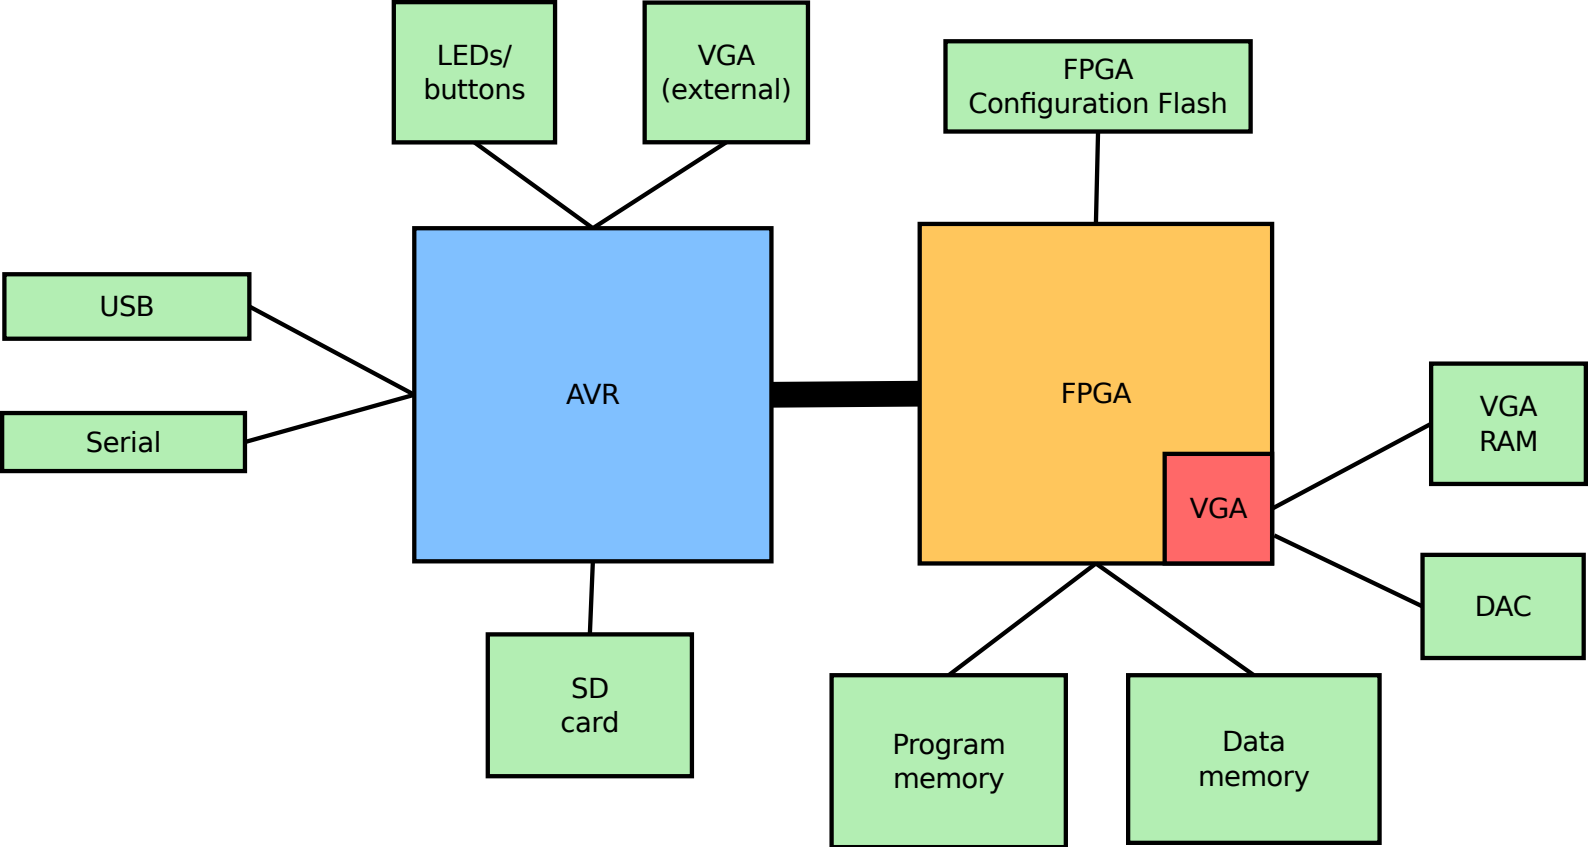 LEDs/
buttons
VGA
(external)
FPGA
Configuration Flash
USB
Serial
AVR
FPGA
VGA
VGA
RAM
DAC
SD
card
Program
memory
Data
memory